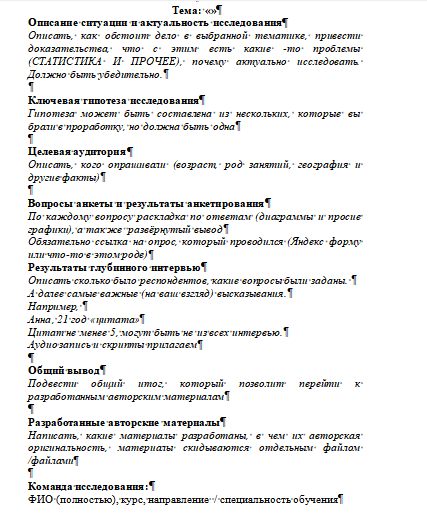 Тема: «»
Описание ситуации и актуальность исследования
Описать, как обстоит дело в выбранной тематике, привести
доказательства, что с этим есть какие -то проблемы
(СТАТИСТИКА И ПРОЧЕЕ), почему актуально исследовать.
Должно быть убедительно.
Ключевая гипотеза исследования
Гипотеза может быть составлена из нескольких, которые вы
брали в проработку, но должна быть одна
Целевая аудитория
Описать, кого опрашивали (возраст, род занятий, география и
другие факты)
Вопросы анкеты и результаты анкетирования
По каждому вопросу раскладка по ответам (диаграммы и просив
графики), а также развёрнутый вывод
Обязательно ссылка на опрос, который проводился (Яндекс форму
или что-то в этом роде)
Результаты глубинного интервью
Описать сколько было респондентов, какие вопросы были заданы.
А далее самые важные (на ваш взгляд) высказывания.
Например,
Анна, 21 год «цитата»
Цитат не менее 5, могут быть не из всех интервью.
Аудиозапись и скрипты прилагаем
Общий вывод
Подвести общий итог, который позволит перейти к
разработанным авторским материалам
Разработанные авторские материалы
Написать, какие материалы разработаны, в чем их авторская
оригинальность, материалы скидываются отдельным файлом
/файлами
Команда исследования:
ФИО (полностью), курс, направление / специальность обучения